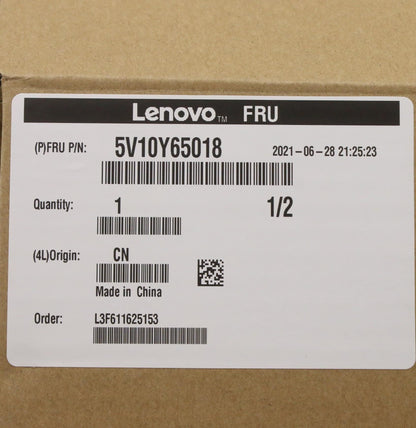 Lenovo™ FRU
(P)FRU P/N: 5V10Y65018 2021-06-28 21:25:23
Quantity: 1 1/2
(4L)Origin: CN
Made in China
Order: L3F611625153